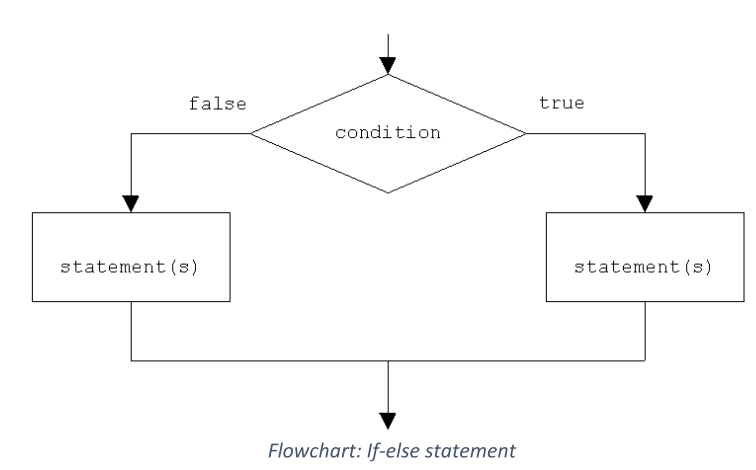 false
true
condition
statement(s)
statement(s)
Flowchart: If-else statement